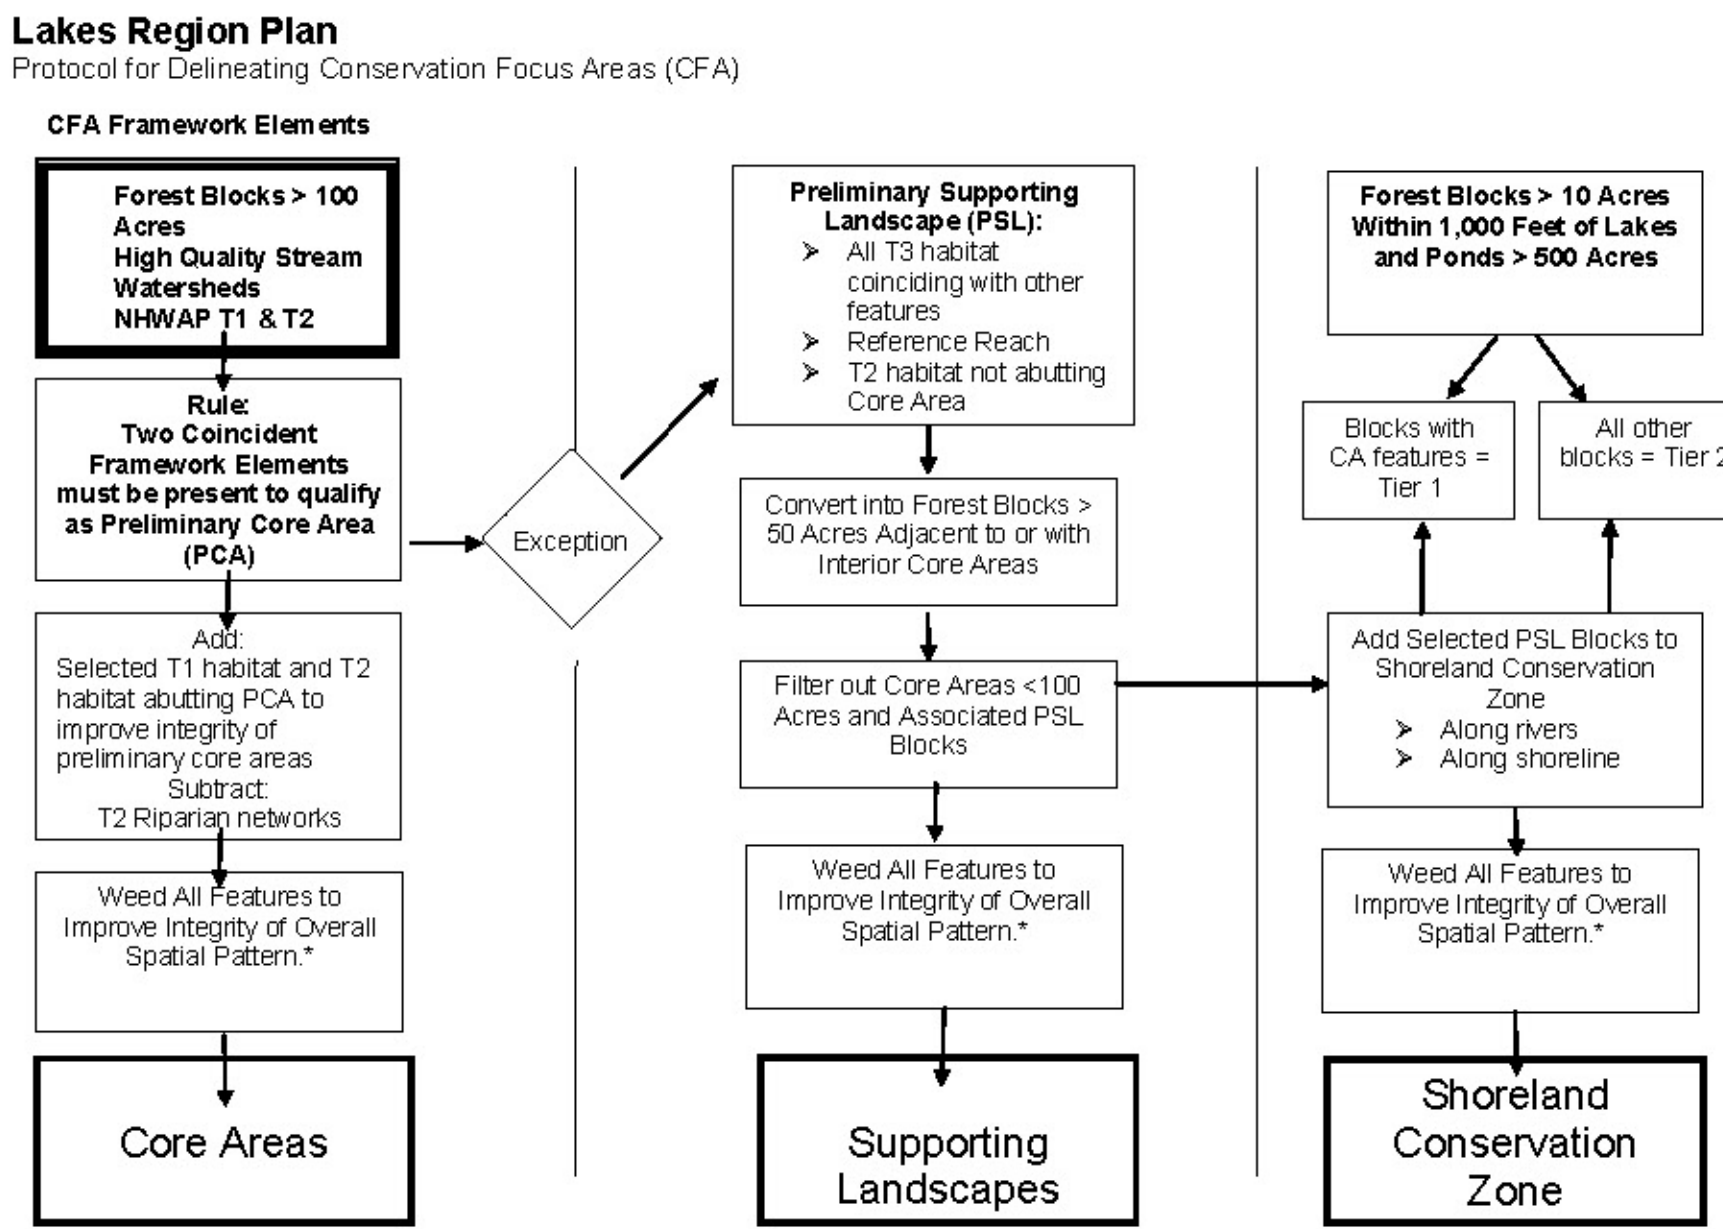 Lakes Region Plan
Protocol for Delineating Conservation Focus Areas (CFA)
CFA Framework Elements
Forest Blocks > 100
Acres
High Quality Stream
Watersheds
NHWAP T1 & T2
Rule:
Two Coincident
Framework Elements
must be present to qualify
as Preliminary Core Area
(PCA)
Add:
Selected T1 habitat and T2
habitat abutting PCA to
improve integrity of
preliminary core areas
Subtract:
T2 Riparian networks
Weed All Features to
Improve Integrity of Overall
Spatial Pattern.*
Core Areas
Exception
Preliminary Supporting
Landscape (PSL):
➢ All T3 habitat
coinciding with other
features
➢ Reference Reach
➢ T2 habitat not abutting
Core Area
Convert into Forest Blocks >
50 Acres Adjacent to or with
Interior Core Areas
Filter out Core Areas <100
Acres and Associated PSL
Blocks
Weed All Features to
Improve Integrity of Overall
Spatial Pattern.*
Supporting
Landscapes
Forest Blocks > 10 Acres
Within 1,000 Feet of Lakes
and Ponds > 500 Acres
Blocks with
CA features =
Tier 1
All other
blocks = Tier 2
Add Selected PSL Blocks to
Shoreland Conservation
Zone
➢ Along rivers
➢ Along shoreline
Weed All Features to
Improve Integrity of Overall
Spatial Pattern.*
Shoreland
Conservation
Zone